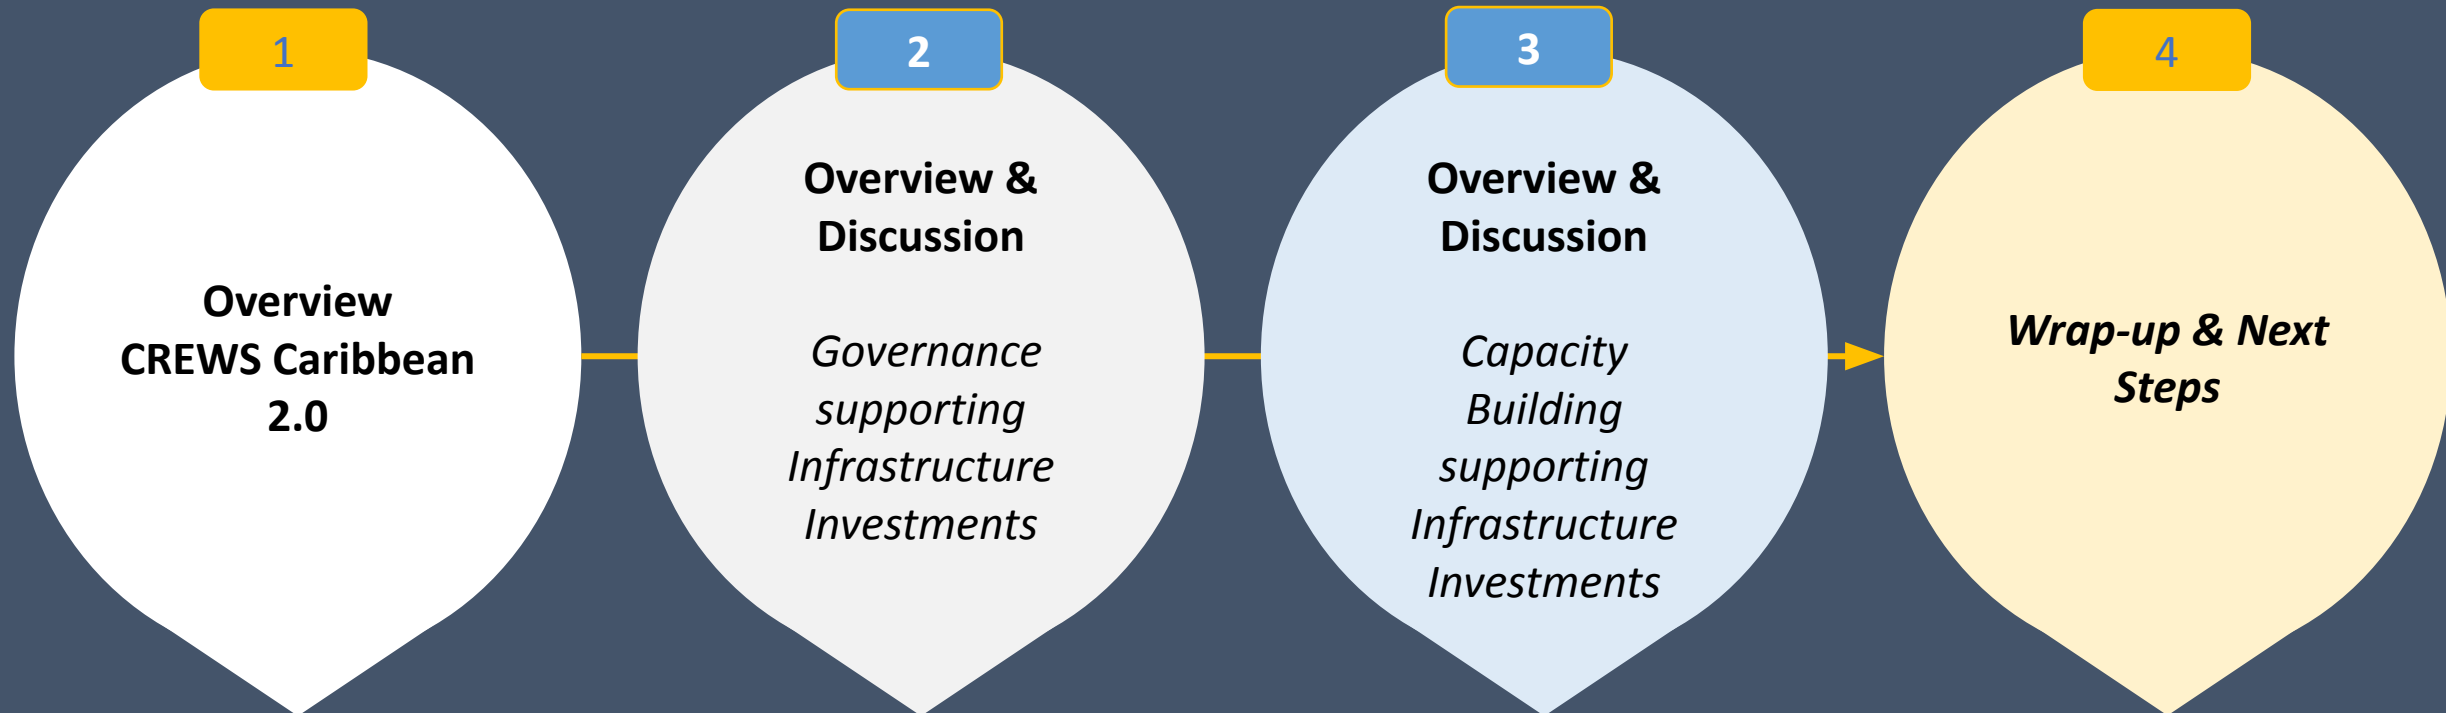 1
Overview
CREWS Caribbean
2.0
2
Overview &
Discussion
Governance
supporting
Infrastructure
Investments
3
Overview &
Discussion
Capacity
Building
supporting
Infrastructure
Investments
4
Wrap-up & Next
Steps